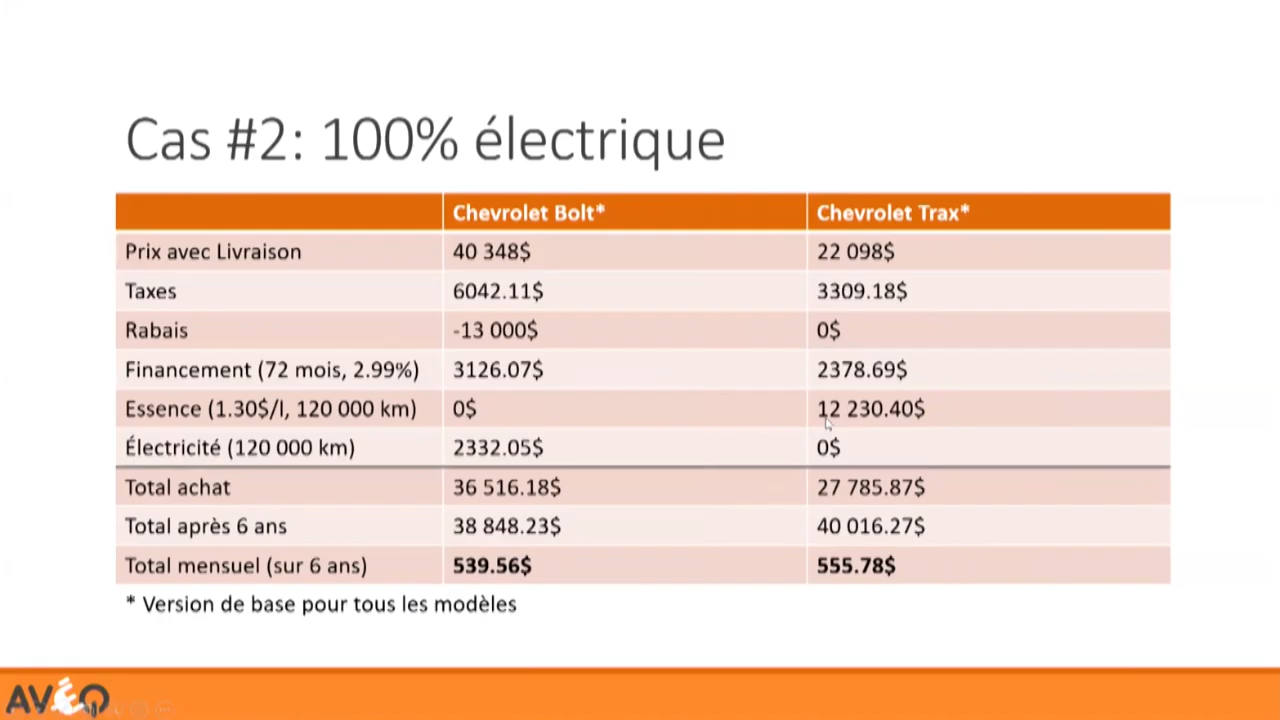 Cas #2: 100% électrique
Chevrolet Bolt* Chevrolet Trax*
Prix avec Livraison 40 348$ 22 098$
Taxes 6042.11$ 3309.18$
Rabais -13 000$ 0$
Financement (72 mois, 2.99%) 3126.07$ 2378.69$
Essence (1.30$/l, 120 000 km) 0$ 12 230.40$
Électricité (120 000 km) 2332.05$ 0$
Total achat 36 516.18$ 27 785.87$
Total après 6 ans 38 848.23$ 40 016.27$
Total mensuel (sur 6 ans) 539.56$ 555.78$
* Version de base pour tous les modèles
AVÉQ